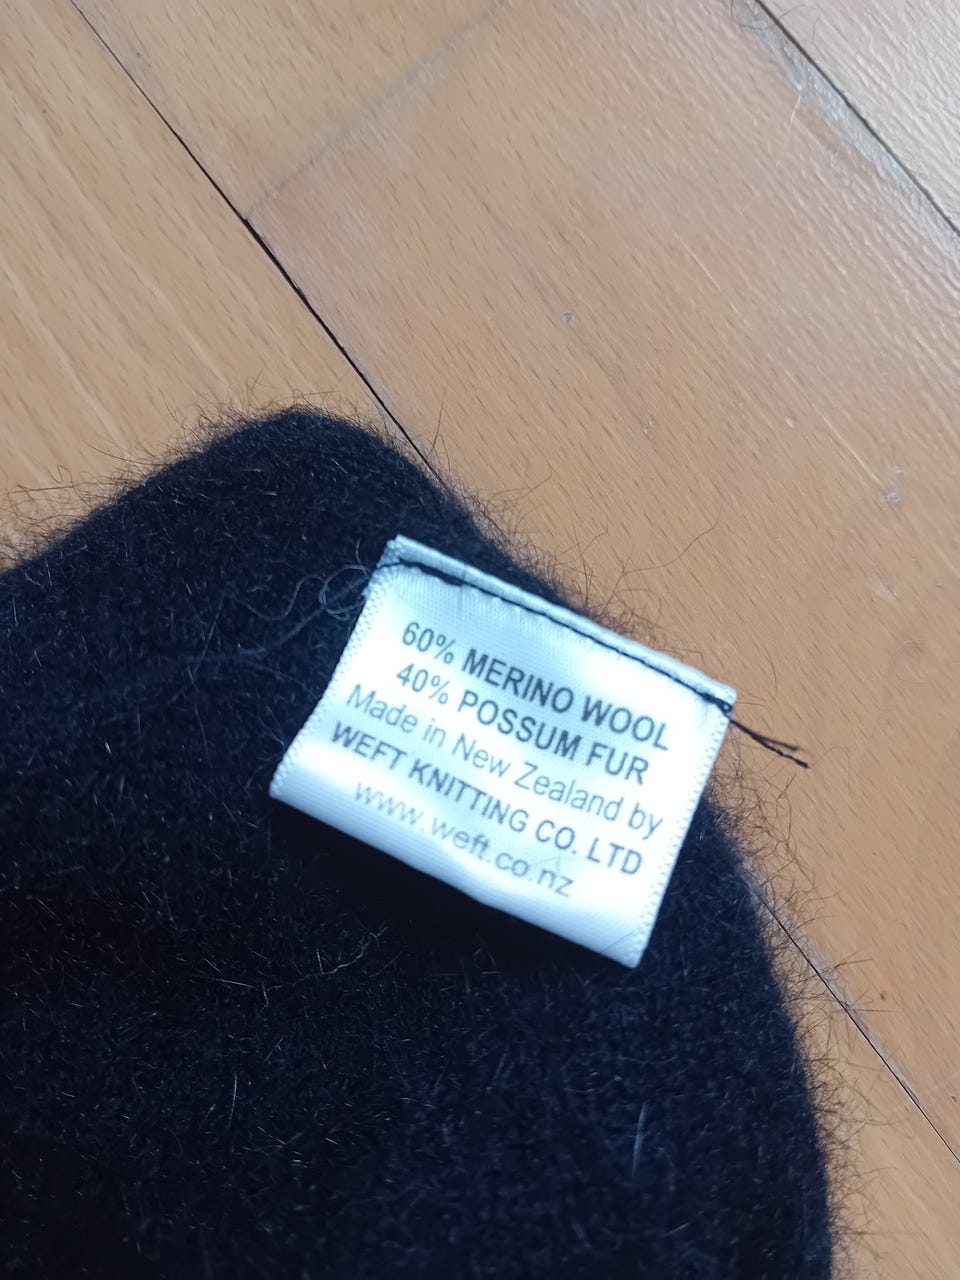 60% MERINO WOOL
40% POSSUM FUR
Made in New Zealand by
WEFT KNITTING CO. LTD
www.weft.co.nz